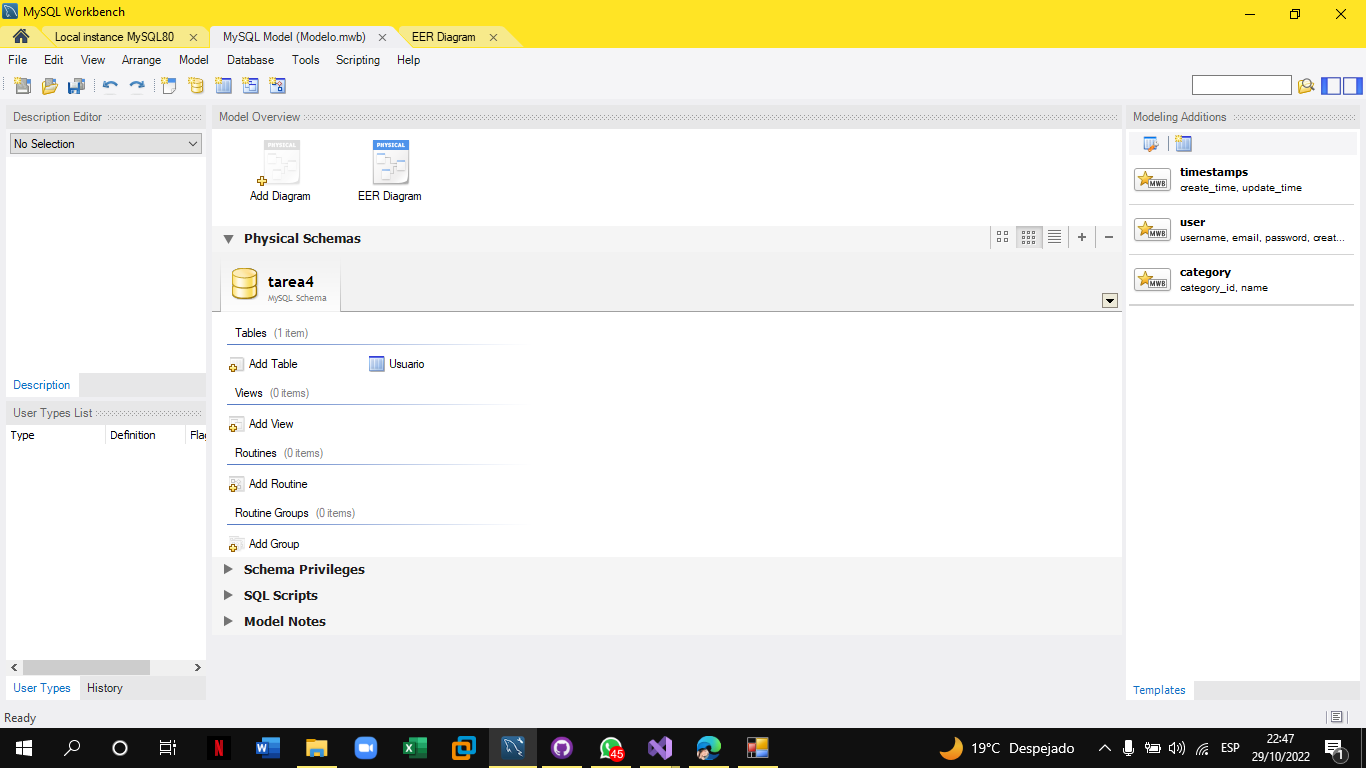 MySQL Workbench
Local instance MySQL80
MySQL Model (Modelo.mwb)
EER Diagram
File Edit View Arrange Model Database Tools Scripting Help
Description Editor
No Selection
Description
User Types List
Type Definition Flag
User Types History
Model Overview
PHYSICAL
Add Diagram
PHYSICAL
EER Diagram
Physical Schemas
tarea4
MySQL Schema
Tables (1 item)
Add Table Usuario
Views (0 items)
Add View
Routines (0 items)
Add Routine
Routine Groups (0 items)
Add Group
Schema Privileges
SQL Scripts
Model Notes
Modeling Additions
MWB
timestamps
create_time, update_time
MWB
user
username, email, password, creat...
MWB
category
category_id, name
Templates
Ready
45
19°C Despejado
ESP
22:47
29/10/2022
1